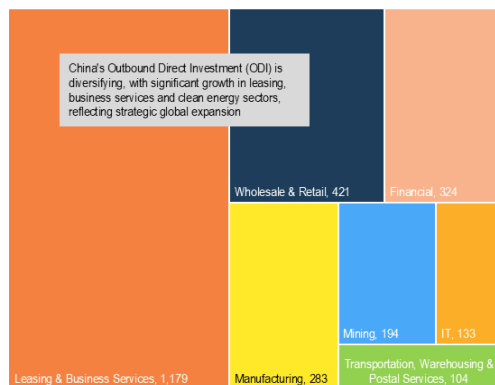 China's Outbound Direct Investment (ODI) is
diversifying, with significant growth in leasing,
business services and clean energy sectors,
reflecting strategic global expansion
Wholesale & Retail, 421
Financial, 324
Mining, 194
IT, 133
Leasing & Business Services, 1,179
Manufacturing, 283
Transportation, Warehousing &
Postal Services, 104